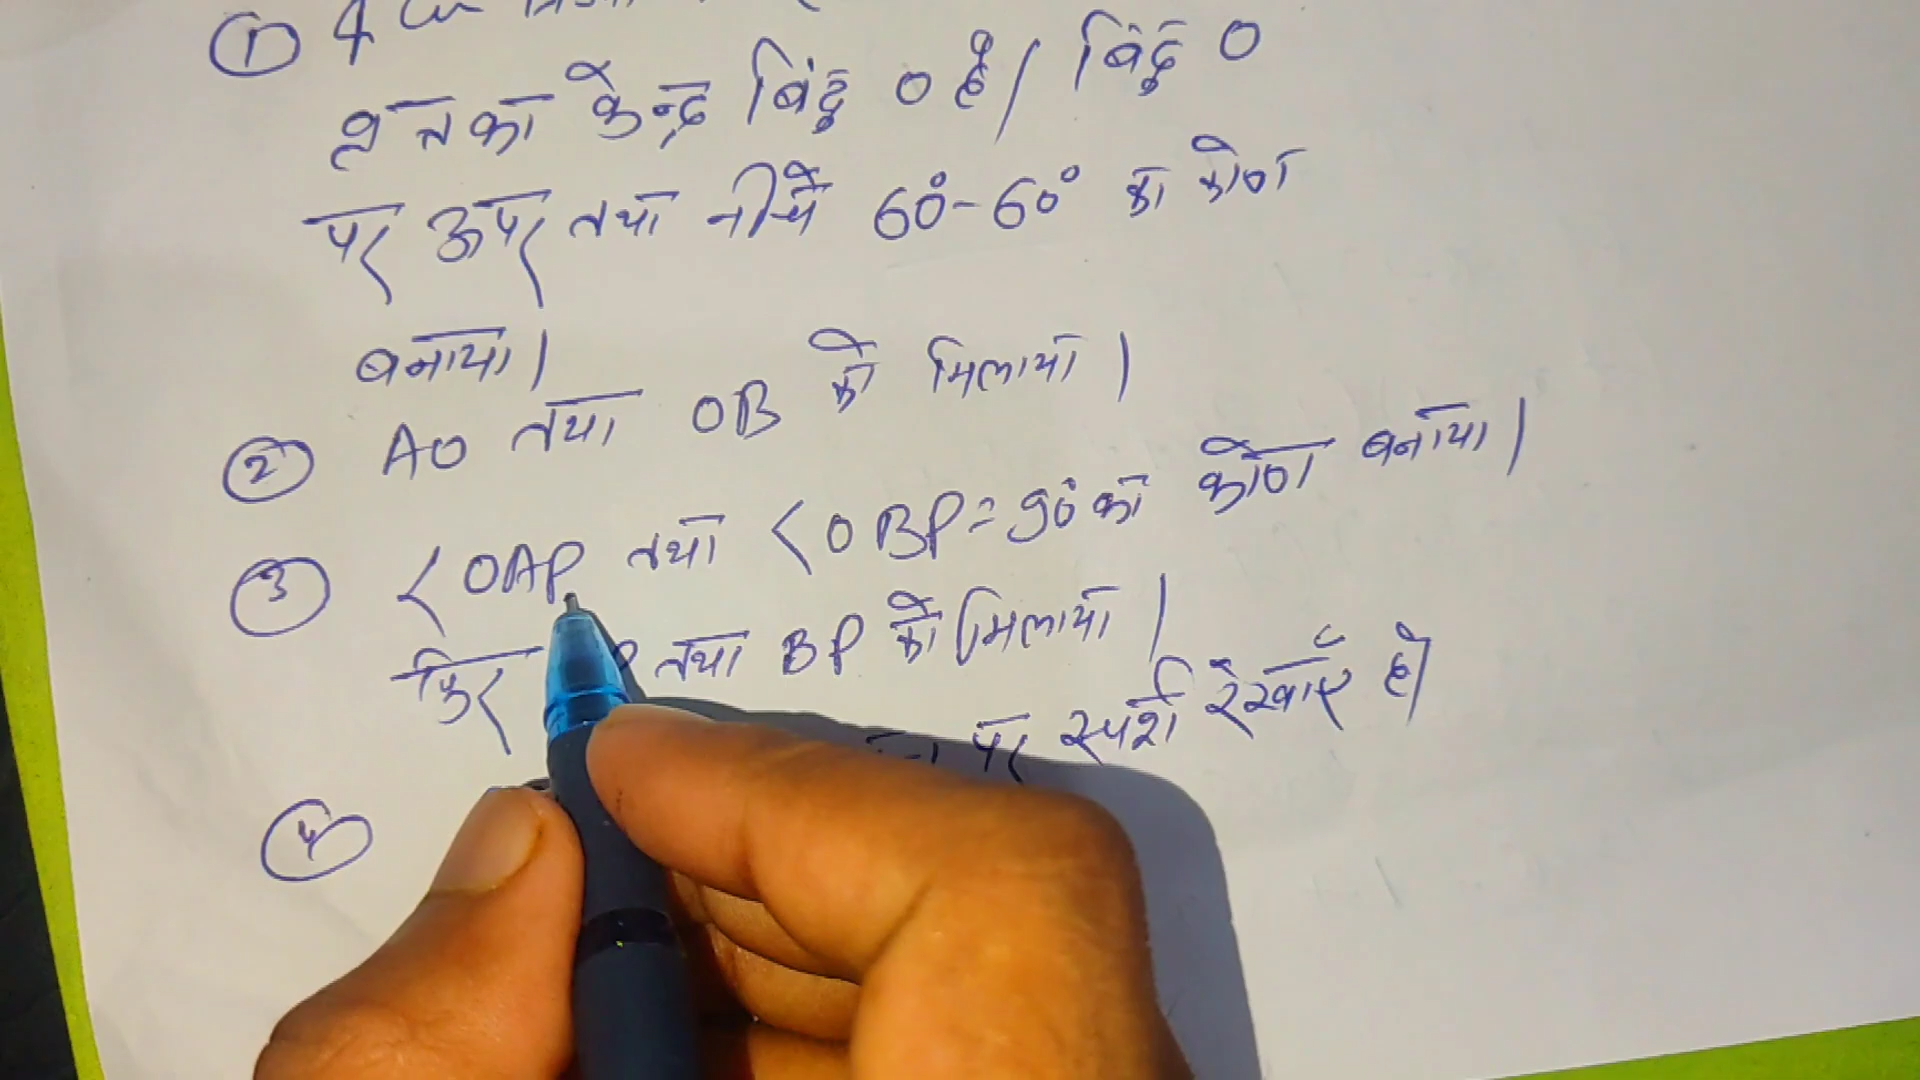 ① 4 cm
वृत का केन्द्र बिंदु O है। बिंदु O
पर ऊपर तथा नीचे 60°-60° का कोण
बनाया।
② AO तथा OB को मिलाया।
③ <OAP तथा <OBP=90° का कोण बनाया।
फिर तथा BP को मिलाया।
④ पर स्पर्श रेखाएँ है।